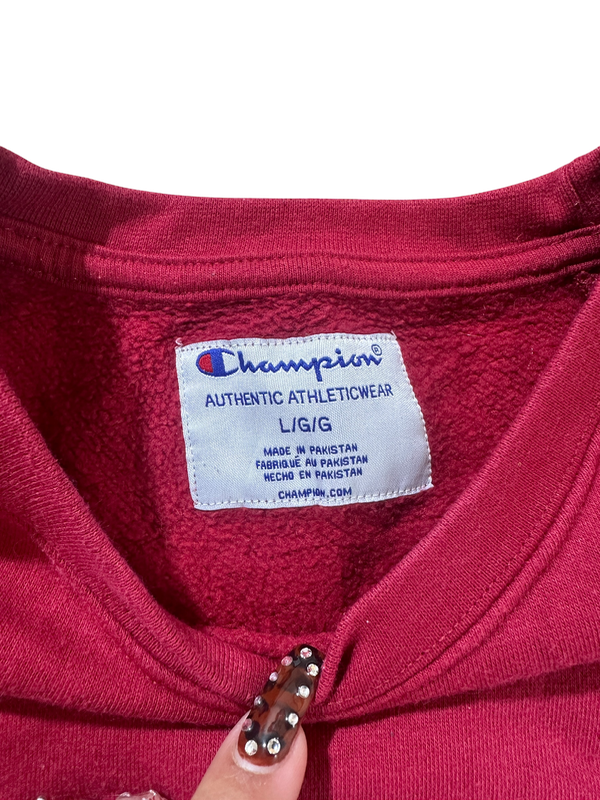 Champion®
AUTHENTIC ATHLETICWEAR
L/G/G
MADE IN PAKISTAN
FABRIQUÉ AU PAKISTAN
HECHO EN PAKISTAN
CHAMPION.COM